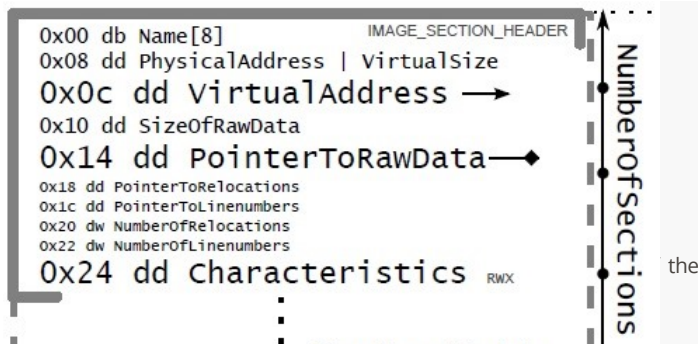 0x00 db Name[8]
IMAGE_SECTION_HEADER
0x08 dd PhysicalAddress | VirtualSize
0x0c dd VirtualAddress
0x10 dd SizeOfRawData
0x14 dd PointerToRawData
0x18 dd PointerToRelocations
0x1c dd PointerToLinenumbers
0x20 dw NumberOfRelocations
0x22 dw NumberOfLinenumbers
0x24 dd Characteristics RWX
NumberOfSections
the